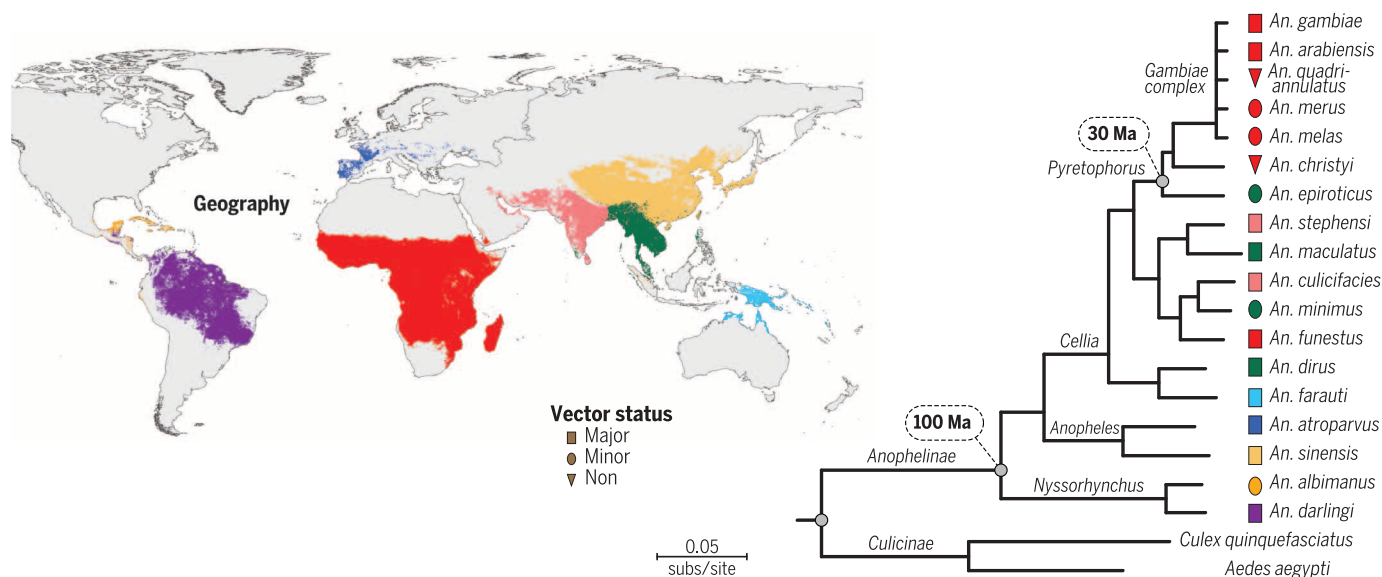 Geography
Vector status
Major
Minor
Non
0.05
subs/site
Gambiae
complex
30 Ma
Pyretophorus
Cellia
100 Ma
Anopheles
Anophelinae
Nyssorhynchus
Culicinae
An. gambiae
An. arabiensis
An. quadri-
annulatus
An. merus
An. melas
An. christyi
An. epiroticus
An. stephensi
An. maculatus
An. culicifacies
An. minimus
An. funestus
An. dirus
An. farauti
An. atroparvus
An. sinensis
An. albimanus
An. darlingi
Culex quinquefasciatus
Aedes aegypti